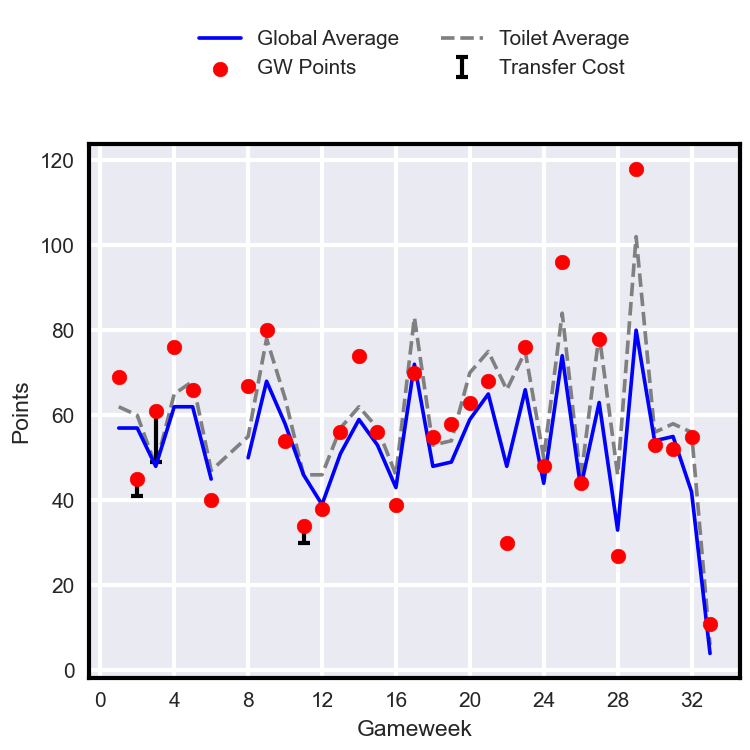 Global Average
Toilet Average
GW Points
Transfer Cost
120
100
80
60
40
20
0
Points
0 4 8 12 16 20 24 28 32
Gameweek